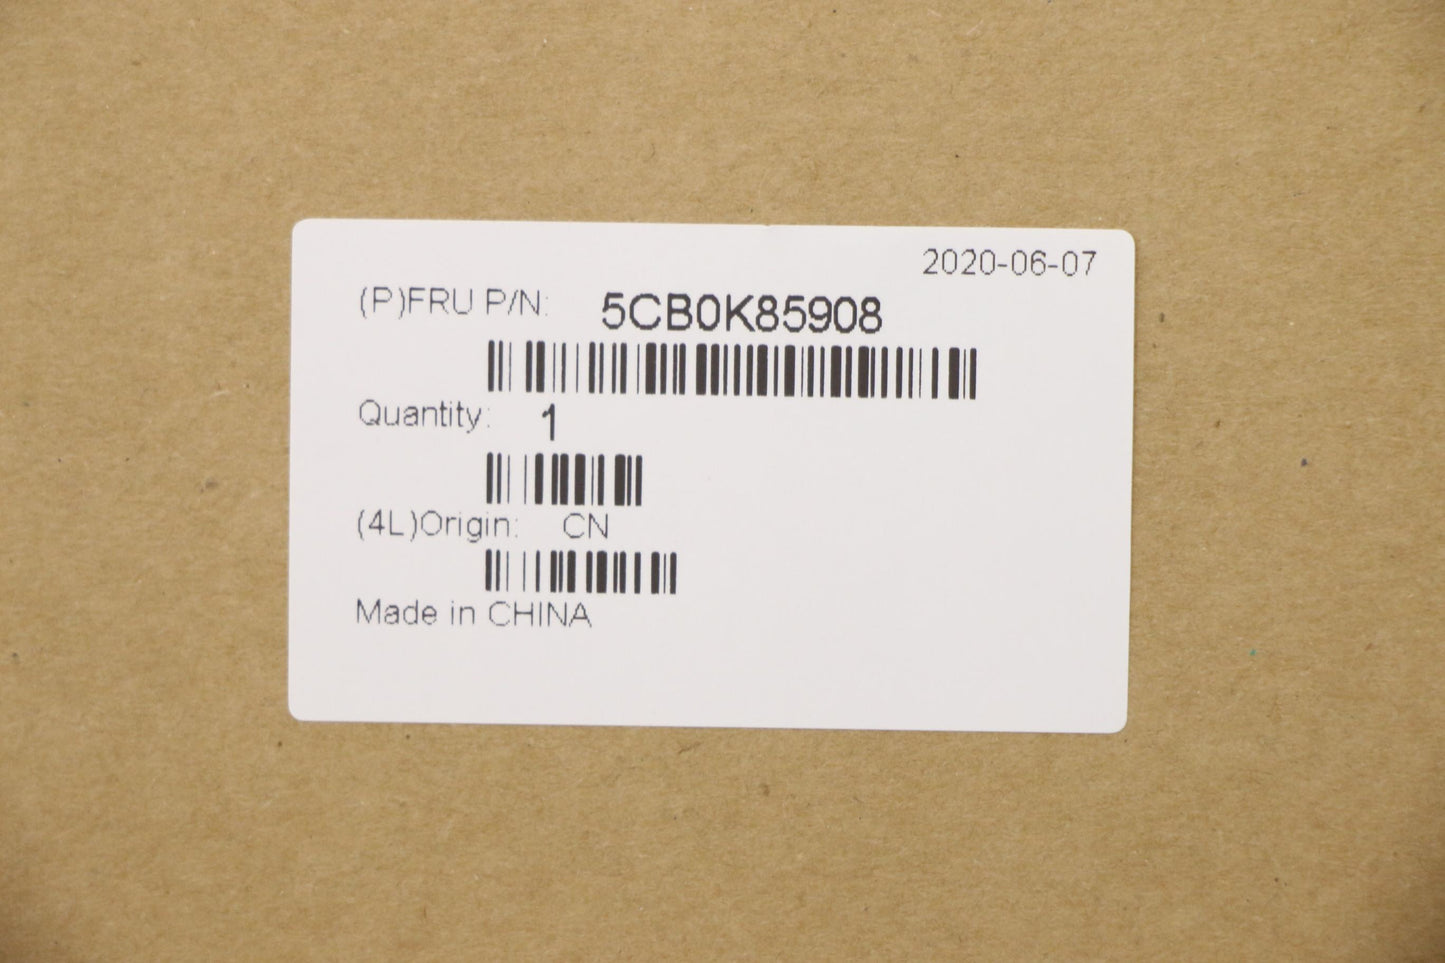 2020-06-07
(P)FRU P/N: 5CB0K85908
Quantity: 1
(4L)Origin: CN
Made in CHINA